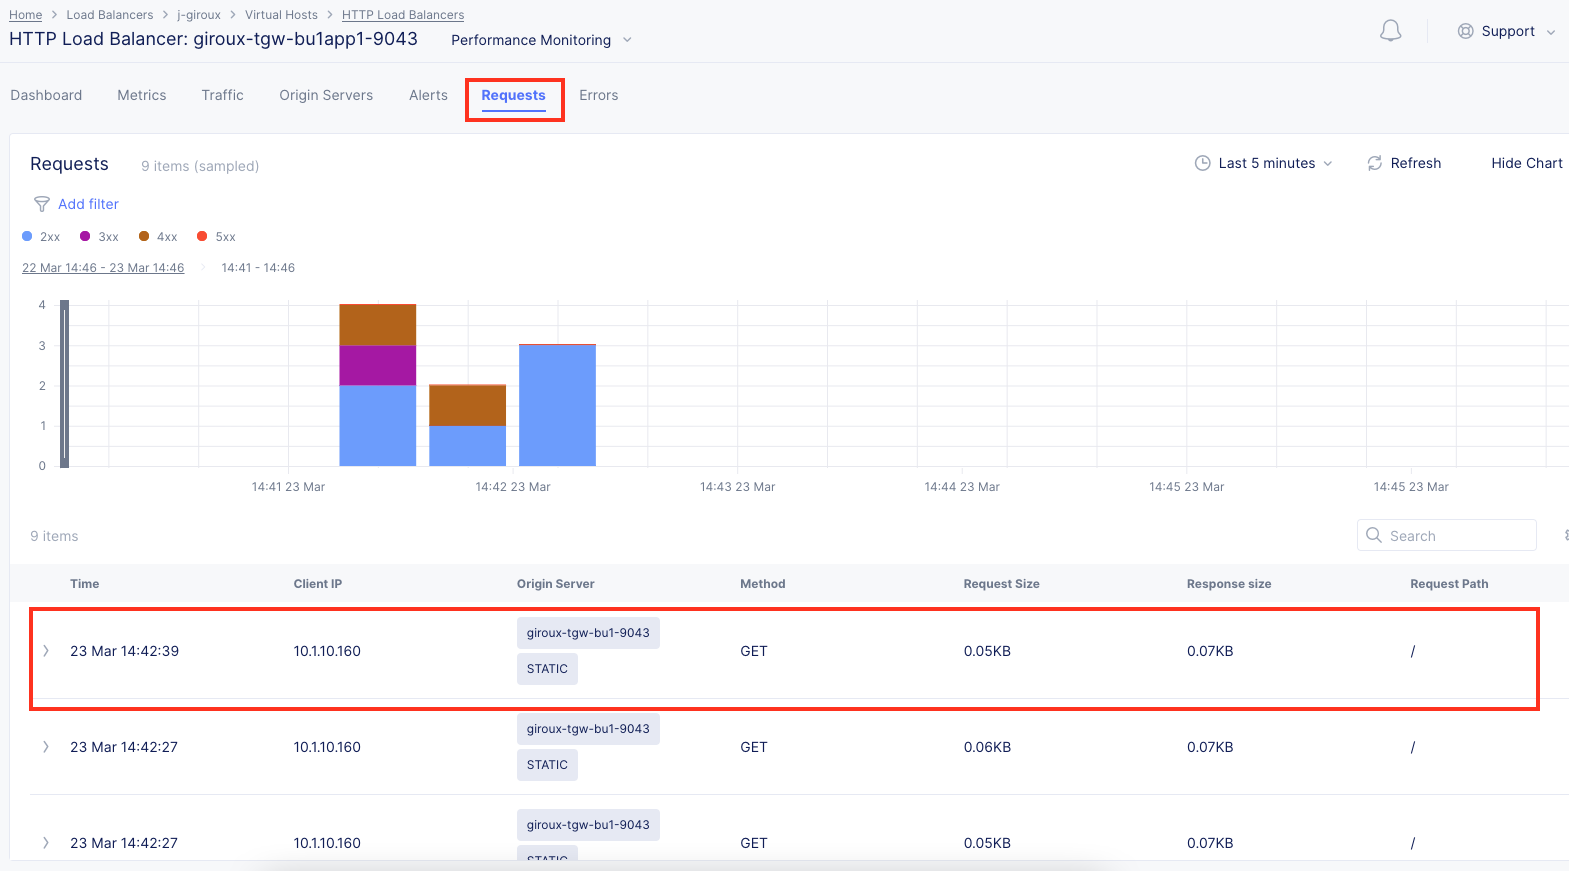 Home > Load Balancers > j-giroux > Virtual Hosts > HTTP Load Balancers
HTTP Load Balancer: giroux-tgw-bu1app1-9043 Performance Monitoring
Support
Dashboard Metrics Traffic Origin Servers Alerts Requests Errors
Requests 9 items (sampled) Last 5 minutes Refresh Hide Chart
Add filter
2xx 3xx 4xx 5xx
22 Mar 14:46 - 23 Mar 14:46 > 14:41 - 14:46
4
3
2
1
0
14:41 23 Mar 14:42 23 Mar 14:43 23 Mar 14:44 23 Mar 14:45 23 Mar 14:45 23 Mar
9 items Search
Time Client IP Origin Server Method Request Size Response size Request Path
giroux-tgw-bu1-9043
23 Mar 14:42:39 10.1.10.160 GET 0.05KB 0.07KB /
STATIC
giroux-tgw-bu1-9043
23 Mar 14:42:27 10.1.10.160 GET 0.06KB 0.07KB /
STATIC
giroux-tgw-bu1-9043
23 Mar 14:42:27 10.1.10.160 GET 0.05KB 0.07KB /
STATIC